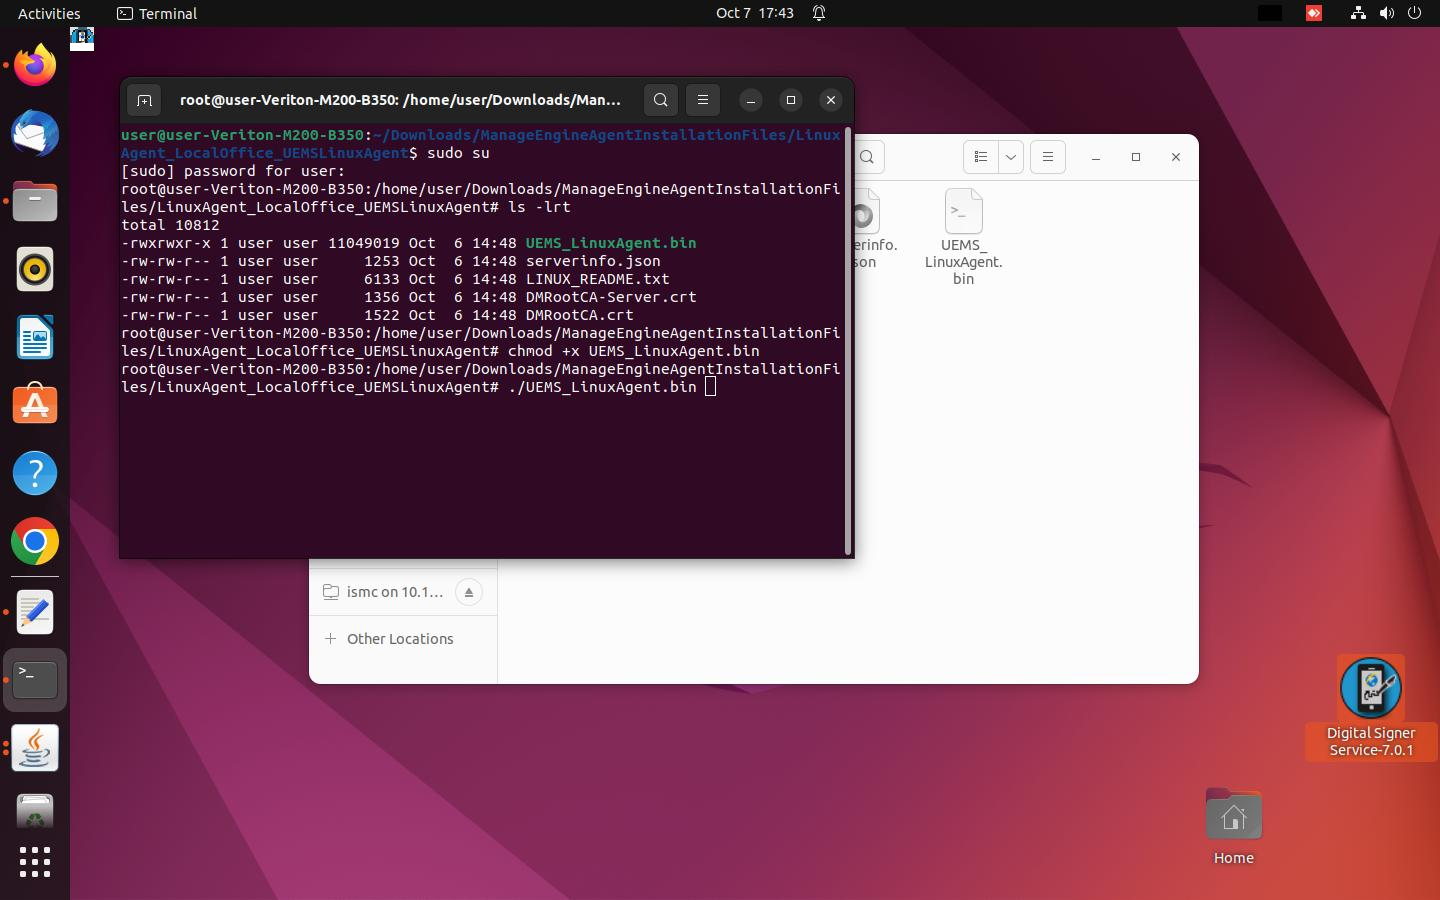 Activities
Terminal
Oct 7 17:43
root@user-Veriton-M200-B350: /home/user/Downloads/Man...
user@user-Veriton-M200-B350:~/Downloads/ManageEngineAgentInstallationFiles/Linux
Agent_LocalOffice_UEMSLinuxAgent$ sudo su
[sudo] password for user:
root@user-Veriton-M200-B350:/home/user/Downloads/ManageEngineAgentInstallationFi
les/LinuxAgent_LocalOffice_UEMSLinuxAgent# ls -lrt
total 10812
-rwxrwxr-x 1 user user 11049019 Oct  6 14:48 UEMS_LinuxAgent.bin
-rw-rw-r-- 1 user user     1253 Oct  6 14:48 serverinfo.json
-rw-rw-r-- 1 user user     6133 Oct  6 14:48 LINUX_README.txt
-rw-rw-r-- 1 user user     1356 Oct  6 14:48 DMRootCA-Server.crt
-rw-rw-r-- 1 user user     1522 Oct  6 14:48 DMRootCA.crt
root@user-Veriton-M200-B350:/home/user/Downloads/ManageEngineAgentInstallationFi
les/LinuxAgent_LocalOffice_UEMSLinuxAgent# chmod +x UEMS_LinuxAgent.bin
root@user-Veriton-M200-B350:/home/user/Downloads/ManageEngineAgentInstallationFi
les/LinuxAgent_LocalOffice_UEMSLinuxAgent# ./UEMS_LinuxAgent.bin
erinfo.
son
UEMS_
LinuxAgent.
bin
ismc on 10.1...
Other Locations
Digital Signer
Service-7.0.1
Home